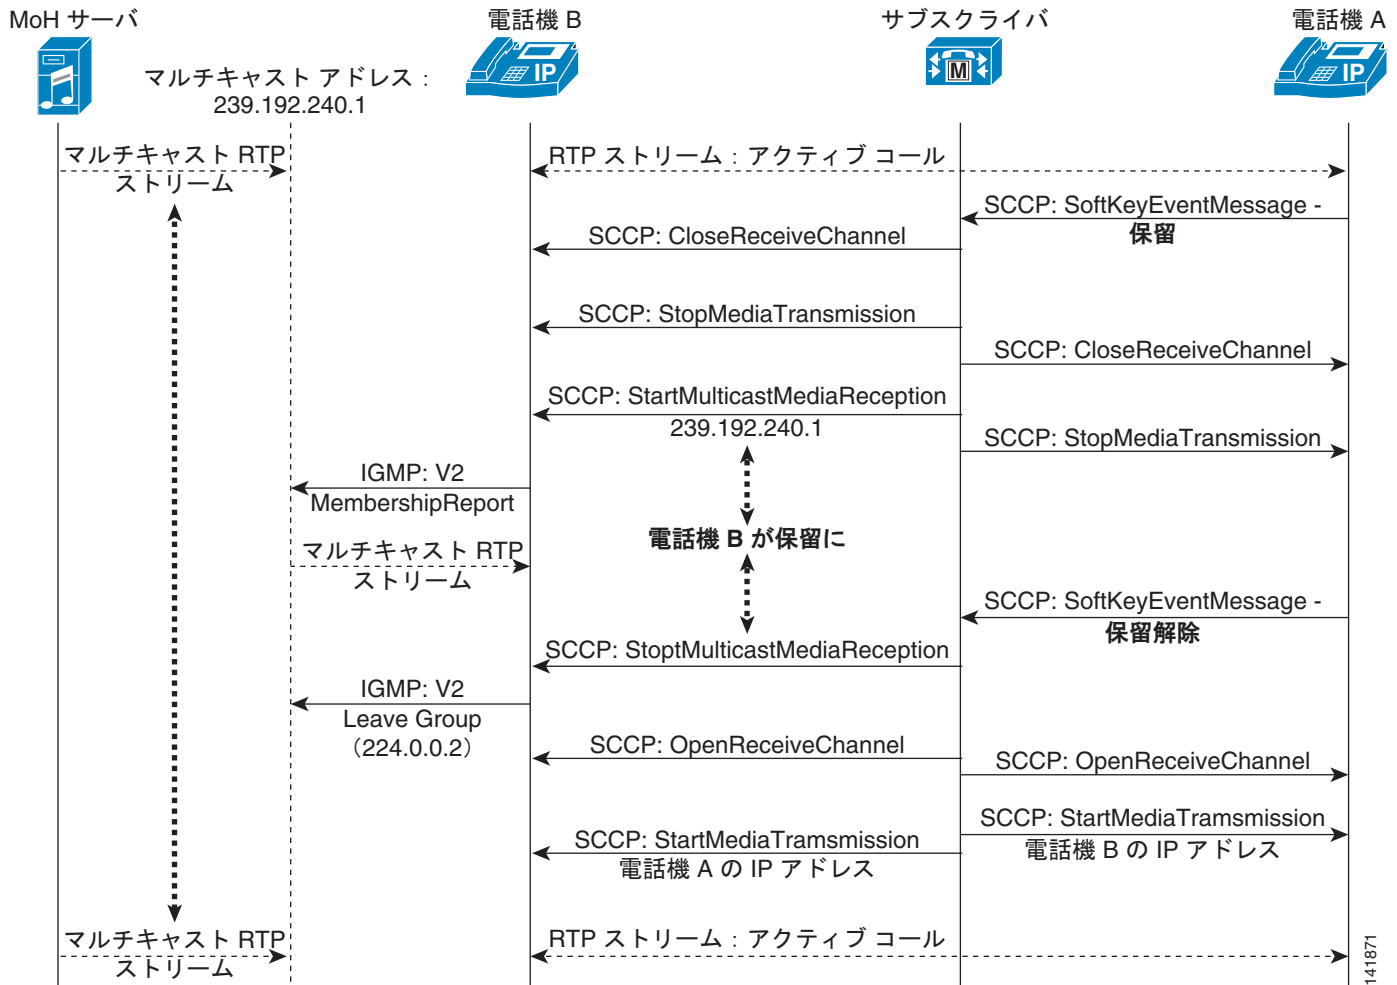 MoH サーバ
電話機 B
サブスクライバ
電話機 A
マルチキャスト アドレス：
239.192.240.1
IP
M
IP
マルチキャスト RTP
ストリーム
RTP ストリーム：アクティブ コール
SCCP: SoftKeyEventMessage -
保留
SCCP: CloseReceiveChannel
SCCP: StopMediaTransmission
SCCP: CloseReceiveChannel
SCCP: StartMulticastMediaReception
239.192.240.1
SCCP: StopMediaTransmission
IGMP: V2
MembershipReport
電話機 B が保留に
マルチキャスト RTP
ストリーム
SCCP: SoftKeyEventMessage -
保留解除
SCCP: StoptMulticastMediaReception
IGMP: V2
Leave Group
（224.0.0.2）
SCCP: OpenReceiveChannel
SCCP: OpenReceiveChannel
SCCP: StartMediaTramsmission
電話機 B の IP アドレス
SCCP: StartMediaTramsmission
電話機 A の IP アドレス
マルチキャスト RTP
ストリーム
RTP ストリーム：アクティブ コール
141871